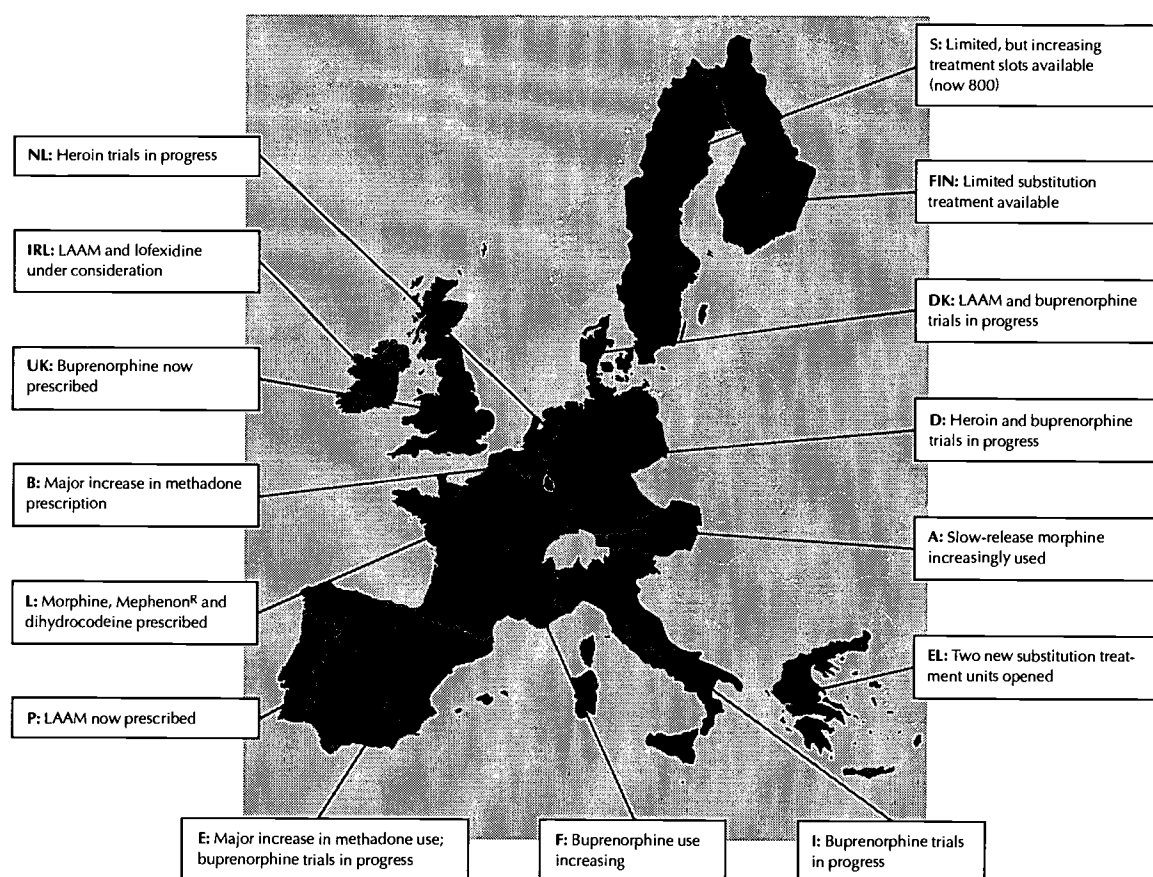 S: Limited, but increasing
treatment slots available
(now 800)
NL: Heroin trials in progress
FIN: Limited substitution
treatment available
IRL: LAAM and lofexidine
under consideration
DK: LAAM and buprenorphine
trials in progress
UK: Buprenorphine now
prescribed
D: Heroin and buprenorphine
trials in progress
B: Major increase in methadone
prescription
A: Slow-release morphine
increasingly used
L: Morphine, Mephenonᴿ and
dihydrocodeine prescribed
EL: Two new substitution treat-
ment units opened
P: LAAM now prescribed
E: Major increase in methadone use;
buprenorphine trials in progress
F: Buprenorphine use
increasing
I: Buprenorphine trials
in progress